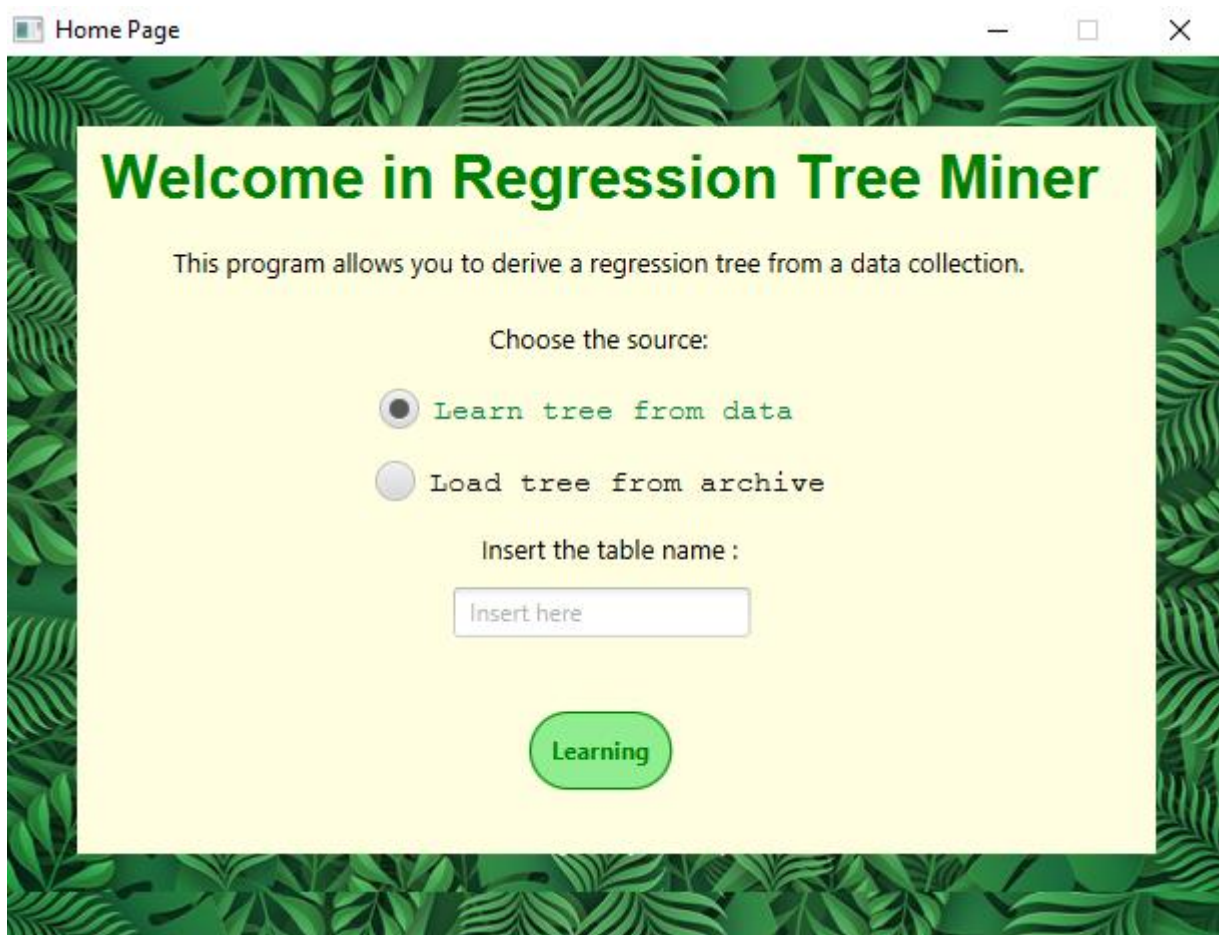 Home Page
Welcome in Regression Tree Miner
This program allows you to derive a regression tree from a data collection.
Choose the source:
Learn tree from data
Load tree from archive
Insert the table name :
Insert here
Learning